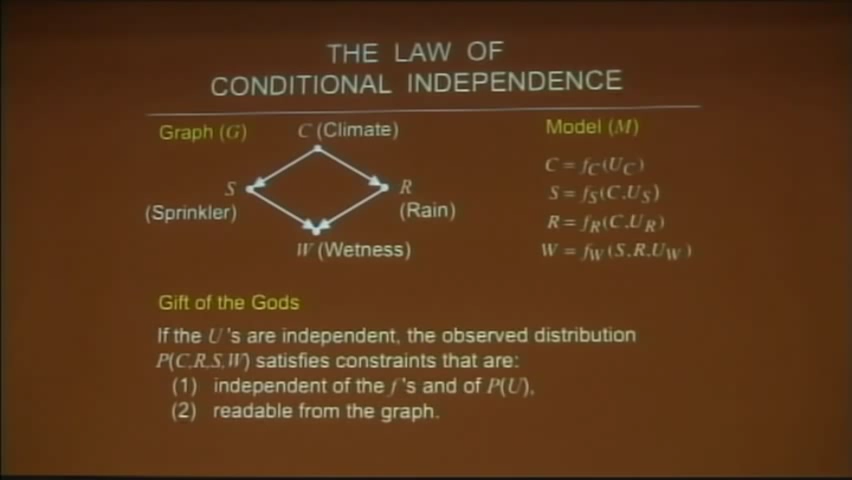 THE LAW OF
CONDITIONAL INDEPENDENCE
Graph (G)
C (Climate)
Model (M)
S
R
(Sprinkler)
(Rain)
W (Wetness)
C = fC(UC)
S = fS(C,US)
R = fR(C,UR)
W = fW(S,R,UW)
Gift of the Gods
If the U's are independent, the observed distribution
P(C,R,S,W) satisfies constraints that are:
(1) independent of the f's and of P(U),
(2) readable from the graph.